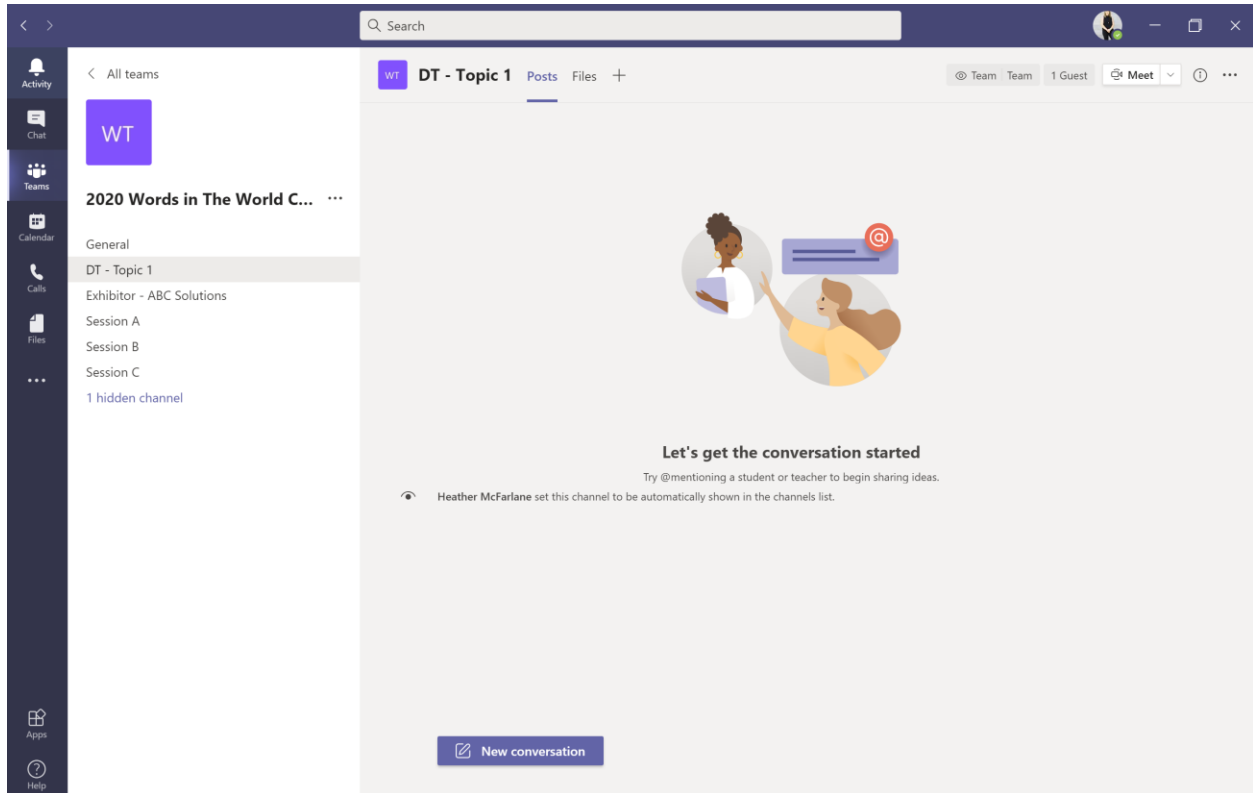 Search
Activity
Chat
Teams
Calendar
Calls
Files
Apps
Help
All teams
WT
2020 Words in The World C...
General
DT - Topic 1
Exhibitor - ABC Solutions
Session A
Session B
Session C
1 hidden channel
WT DT - Topic 1 Posts Files Team Team 1 Guest Meet
@
Let's get the conversation started
Try @mentioning a student or teacher to begin sharing ideas.
Heather McFarlane set this channel to be automatically shown in the channels list.
New conversation